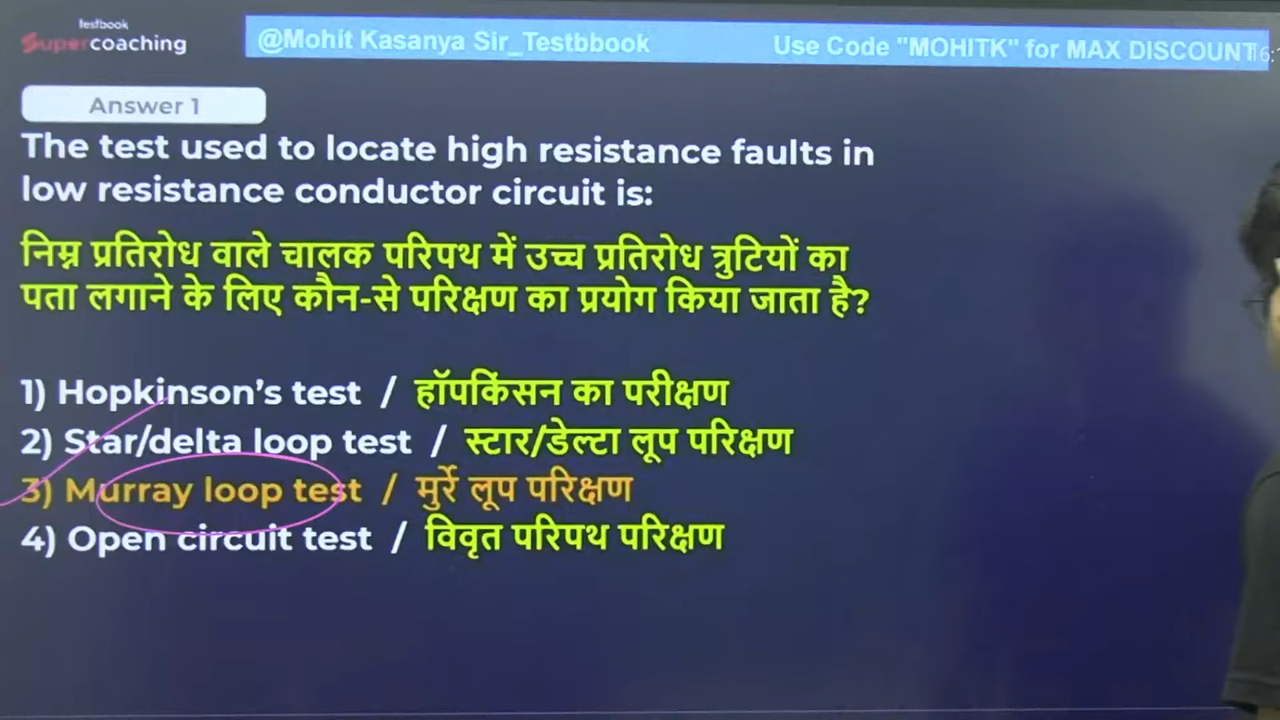 testbook
Supercoaching
@Mohit Kasanya Sir_Testbbook
Use Code "MOHITK" for MAX DISCOUNT
Answer 1
The test used to locate high resistance faults in
low resistance conductor circuit is:
निम्न प्रतिरोध वाले चालक परिपथ में उच्च प्रतिरोध त्रुटियों का
पता लगाने के लिए कौन-से परिक्षण का प्रयोग किया जाता है?
1) Hopkinson's test / हॉपकिंसन का परीक्षण
2) Star/delta loop test / स्टार/डेल्टा लूप परिक्षण
3) Murray loop test / मुर्रे लूप परिक्षण
4) Open circuit test / विवृत परिपथ परिक्षण